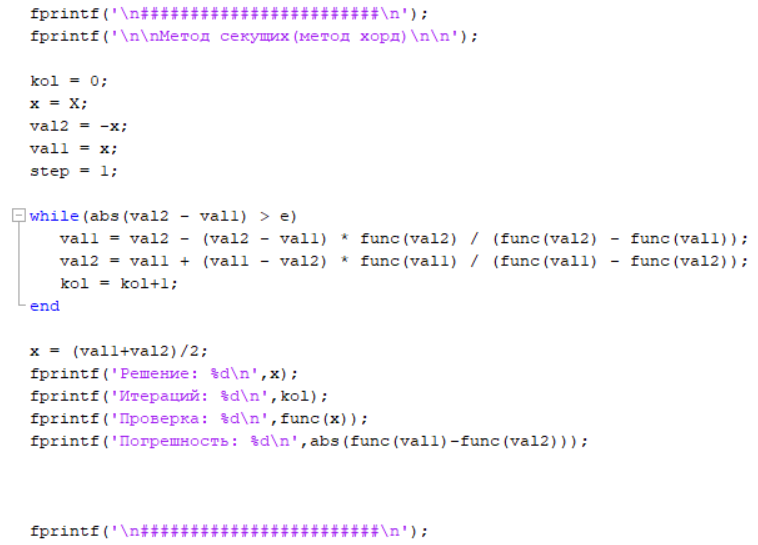 fprintf('\n########################\n');
fprintf('\n\nМетод секущих(метод хорд)\n\n');
kol = 0;
x = X;
val2 = -x;
val1 = x;
step = 1;
while(abs(val2 - val1) > e)
val1 = val2 - (val2 - val1) * func(val2) / (func(val2) - func(val1));
val2 = val1 + (val1 - val2) * func(val1) / (func(val1) - func(val2));
kol = kol+1;
end
x = (val1+val2)/2;
fprintf('Решение: %d\n',x);
fprintf('Итераций: %d\n',kol);
fprintf('Проверка: %d\n',func(x));
fprintf('Погрешность: %d\n',abs(func(val1)-func(val2)));
fprintf('\n########################\n');